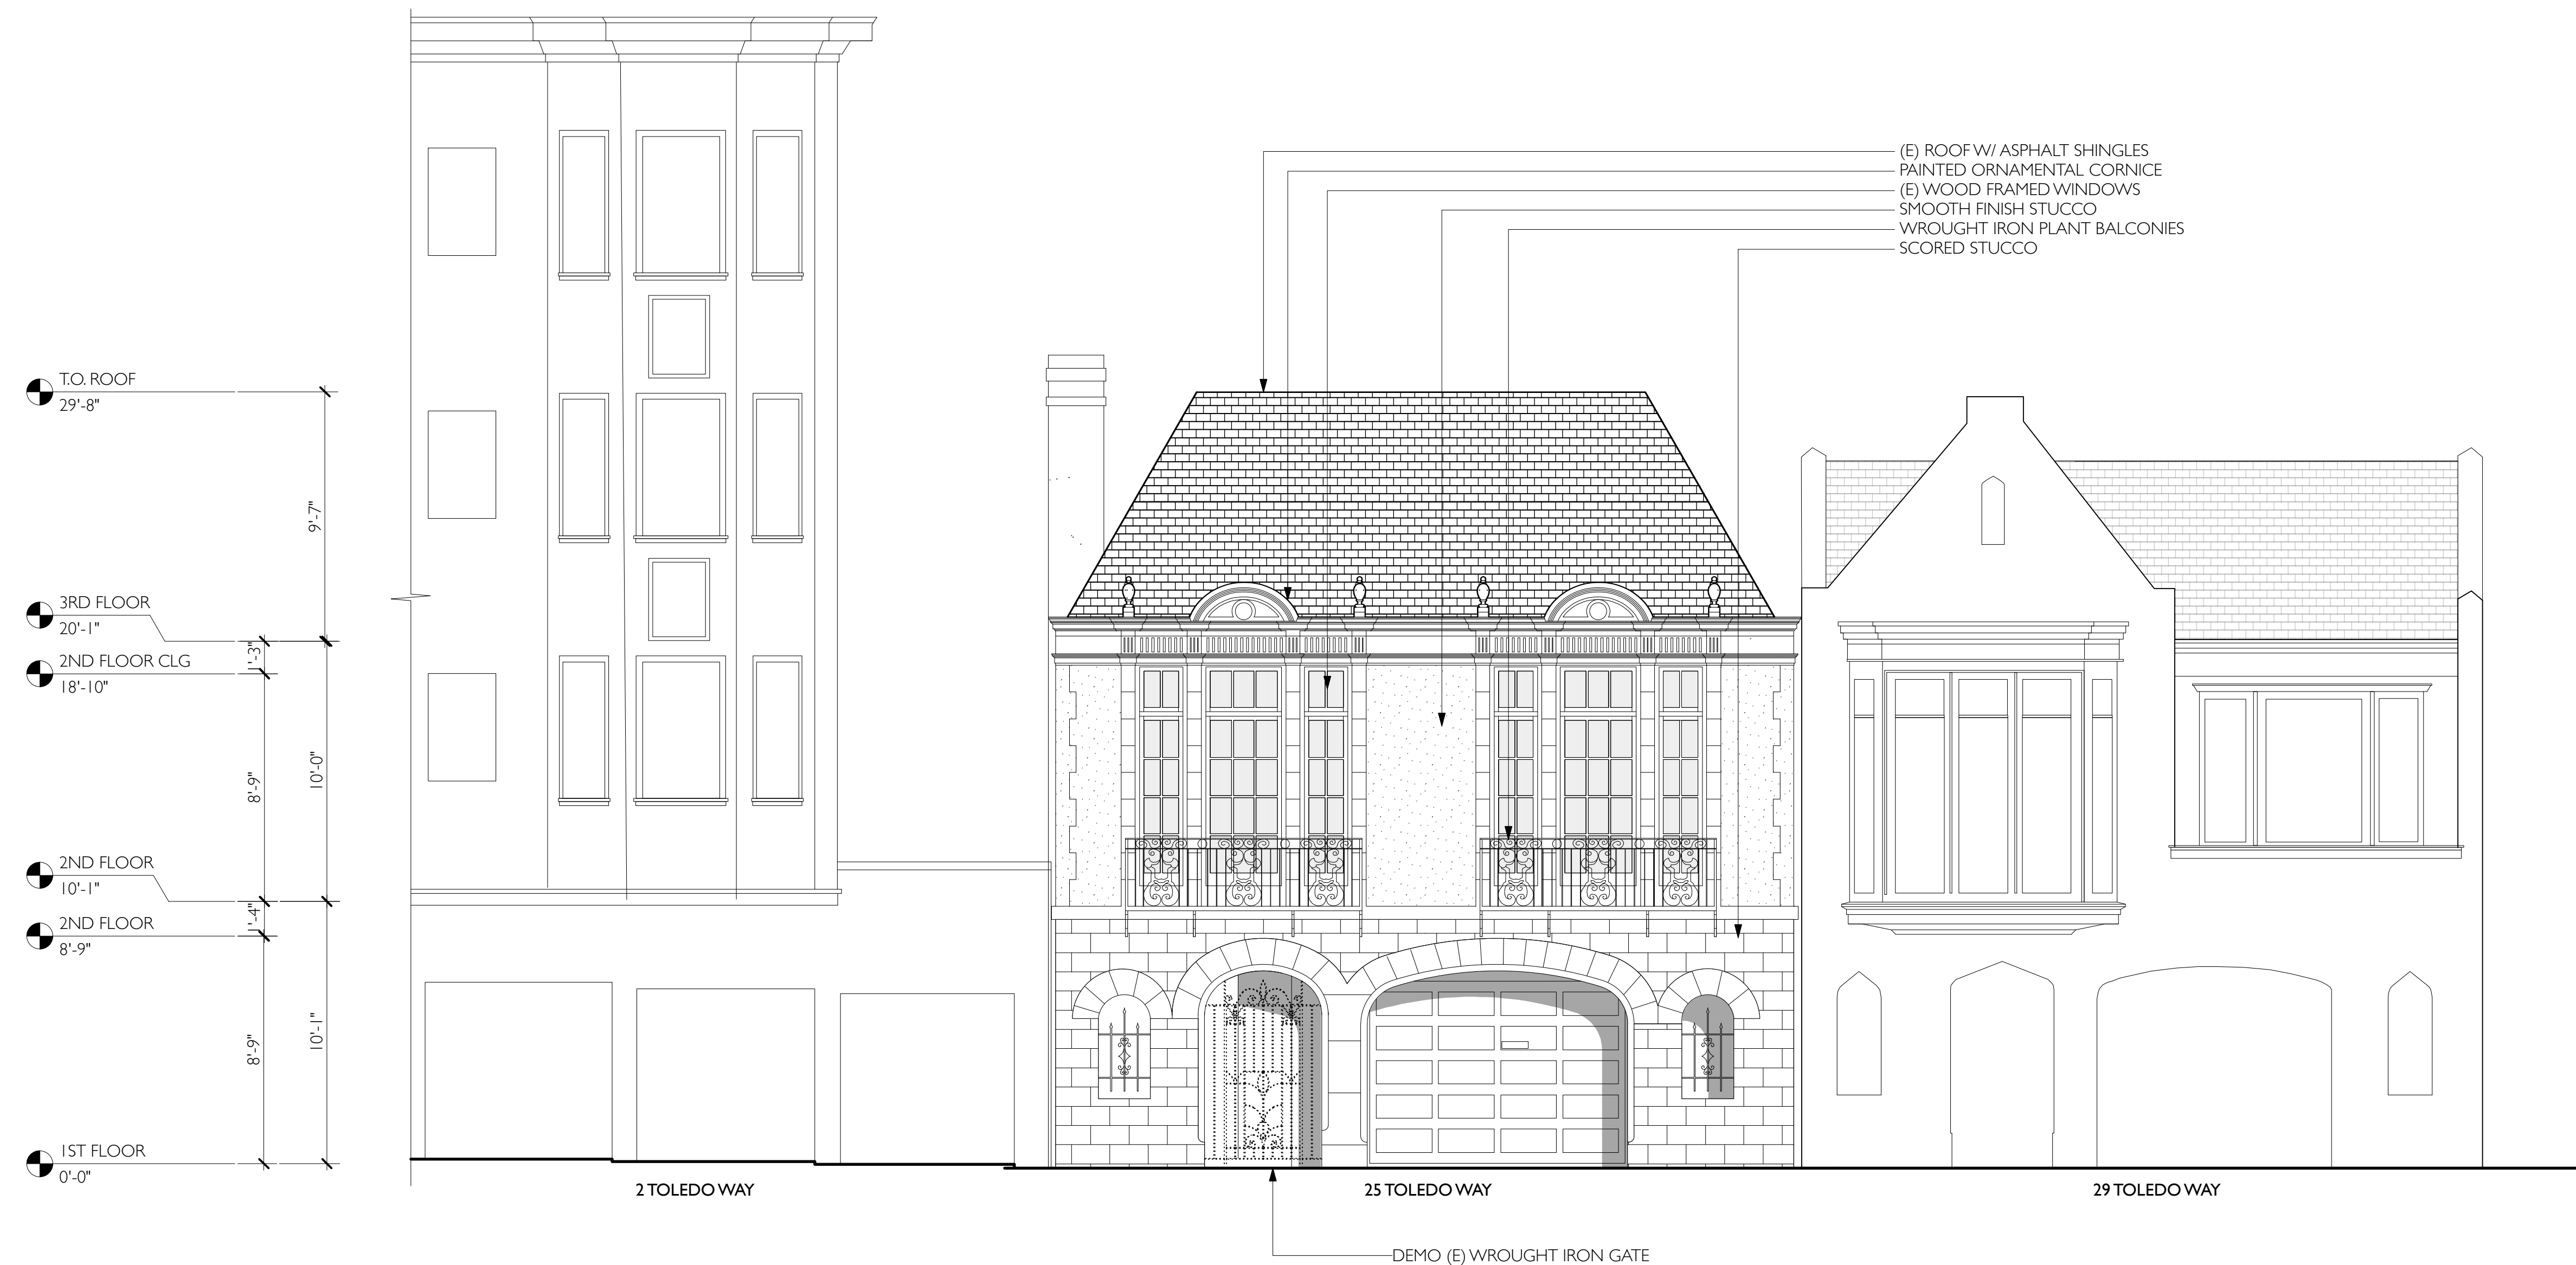 (E) ROOF W/ ASPHALT SHINGLES
PAINTED ORNAMENTAL CORNICE
(E) WOOD FRAMED WINDOWS
SMOOTH FINISH STUCCO
WROUGHT IRON PLANT BALCONIES
SCORED STUCCO
T.O. ROOF
29'-8"
9'-7"
3RD FLOOR
20'-1"
1'-3"
2ND FLOOR CLG
18'-10"
8'-9"
10'-0"
2ND FLOOR
10'-1"
1'-4"
2ND FLOOR
8'-9"
8'-9"
10'-1"
1ST FLOOR
0'-0"
2 TOLEDO WAY
25 TOLEDO WAY
29 TOLEDO WAY
DEMO (E) WROUGHT IRON GATE